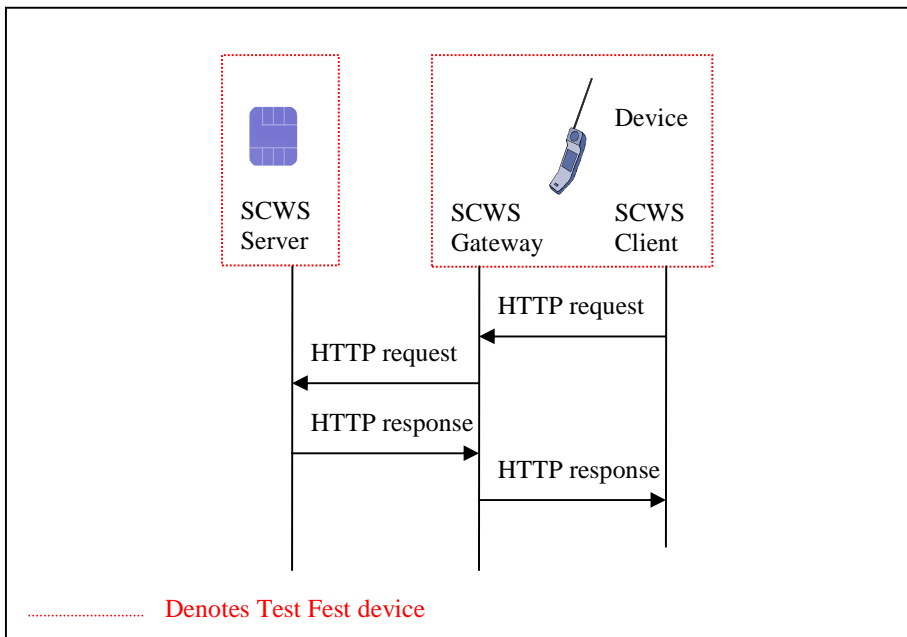 Device
SCWS
Server
SCWS
Gateway
SCWS
Client
HTTP request
HTTP request
HTTP response
HTTP response
Denotes Test Fest device